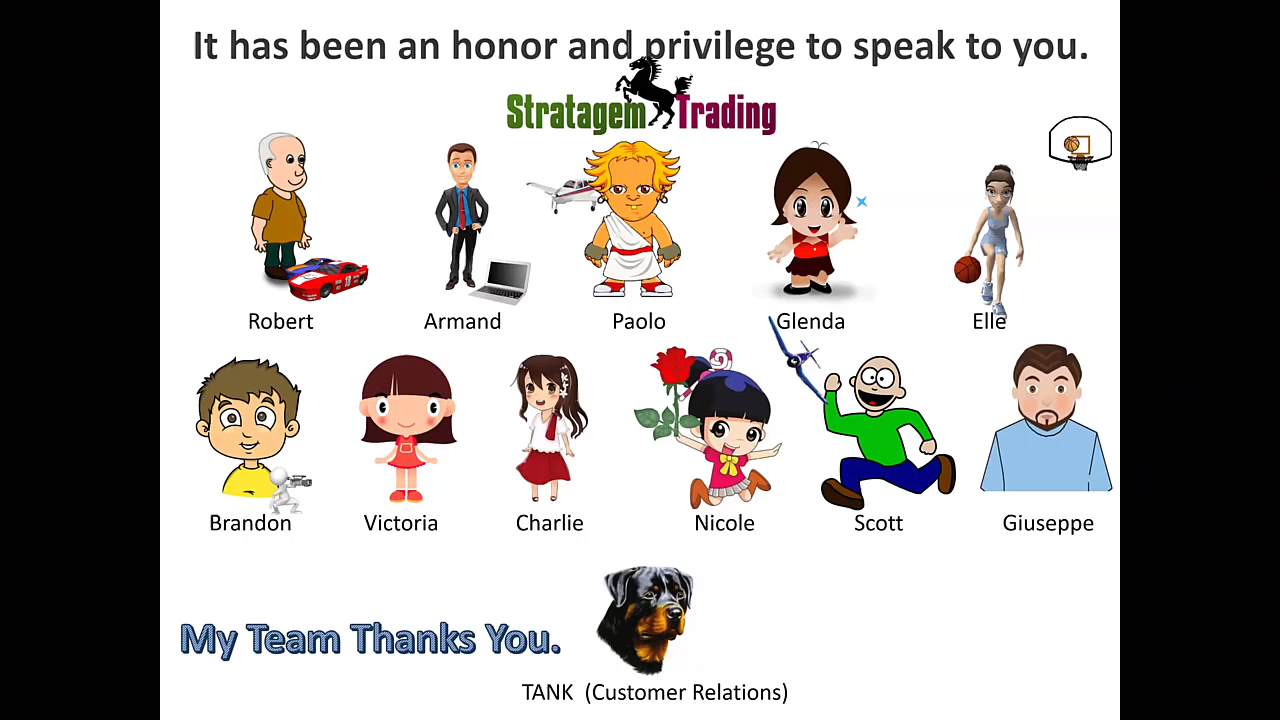 It has been an honor and privilege to speak to you.
Stratagem Trading
Robert Armand Paolo Glenda Elle
Brandon Victoria Charlie Nicole Scott Giuseppe
My Team Thanks You.
TANK (Customer Relations)